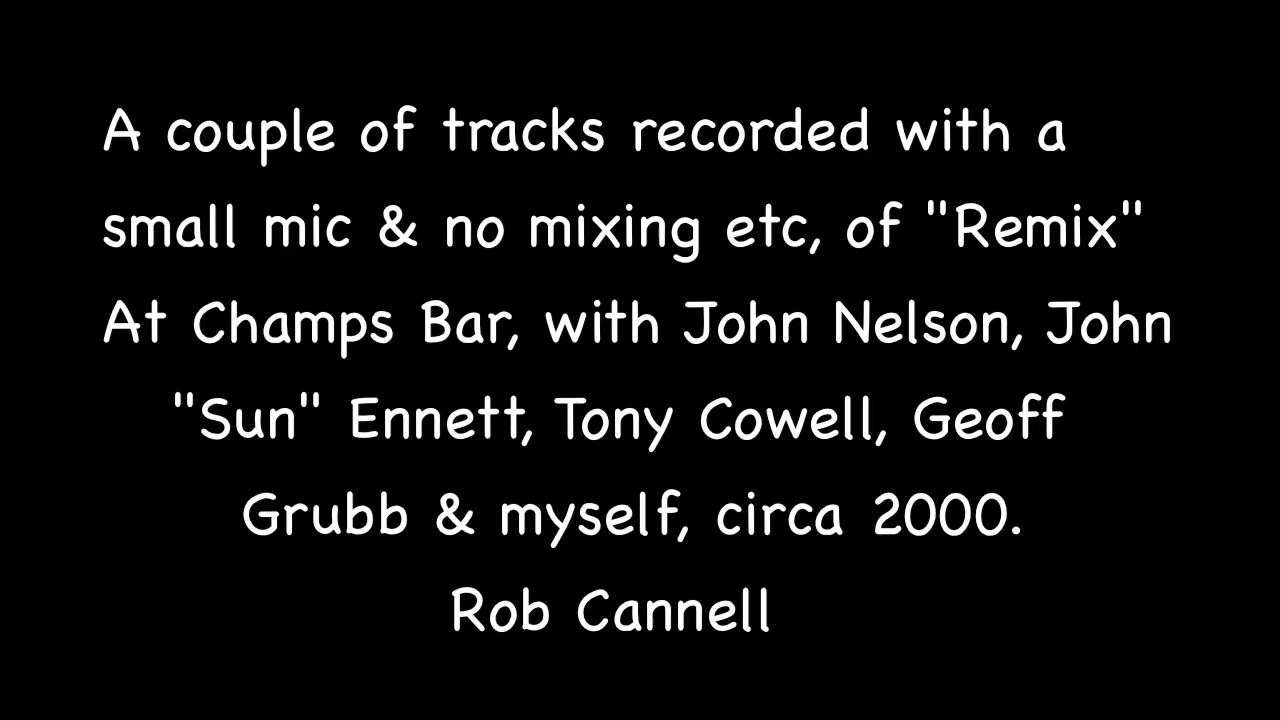 A couple of tracks recorded with a
small mic & no mixing etc, of "Remix"
At Champs Bar, with John Nelson, John
"Sun" Ennett, Tony Cowell, Geoff
Grubb & myself, circa 2000.
Rob Cannell